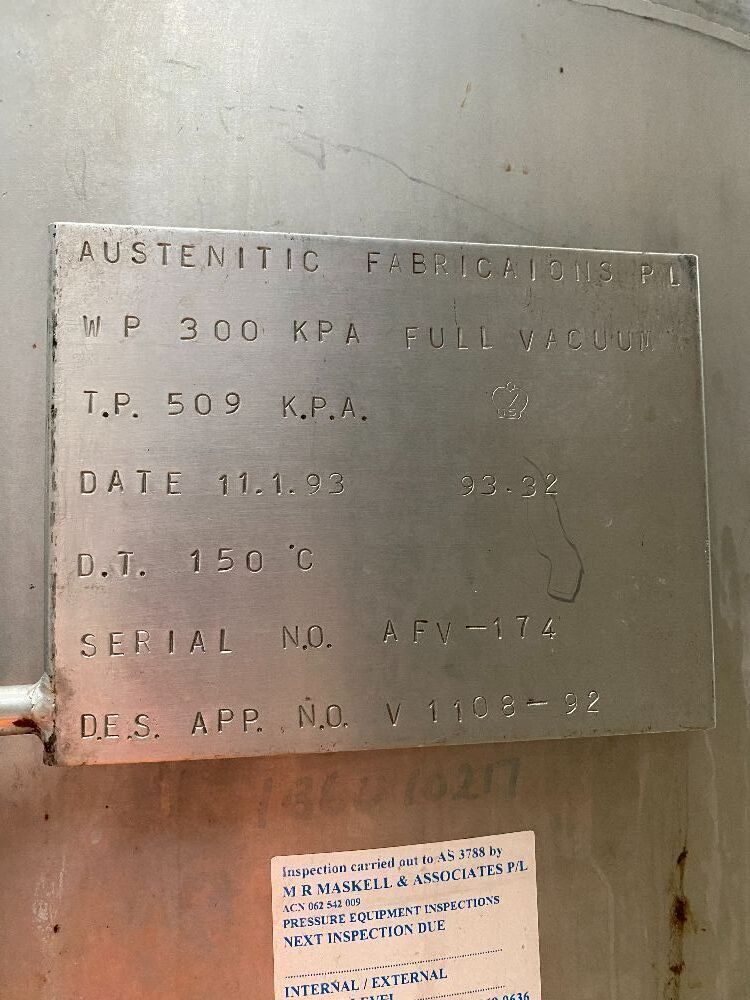 AUSTENITIC FABRICAIONS P L
W P 300 KPA FULL VACUUM
T.P. 509 K.P.A.
DATE 11.1.93 93.32
D.T. 150 °C
SERIAL N.O. AFV-174
D.E.S. APP. N.O. V 1108-92
Inspection carried out to AS 3788 by
M R MASKELL & ASSOCIATES P/L
ACN 062 542 009
PRESSURE EQUIPMENT INSPECTIONS
NEXT INSPECTION DUE
INTERNAL / EXTERNAL